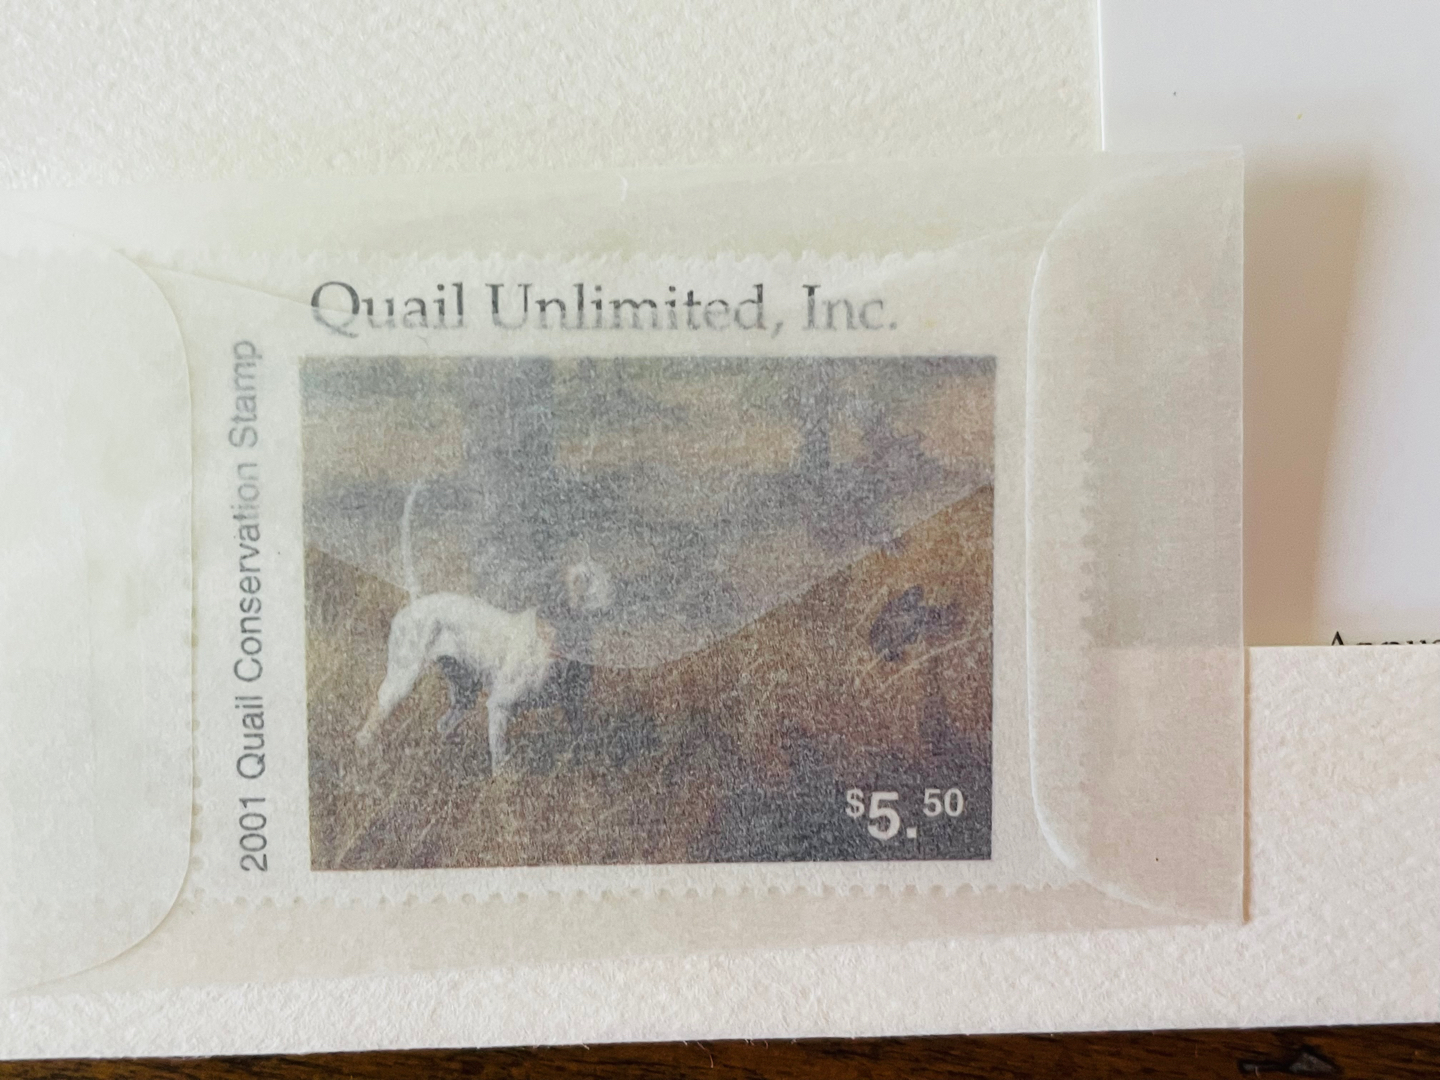 Quail Unlimited, Inc.
2001 Quail Conservation Stamp
$5.50